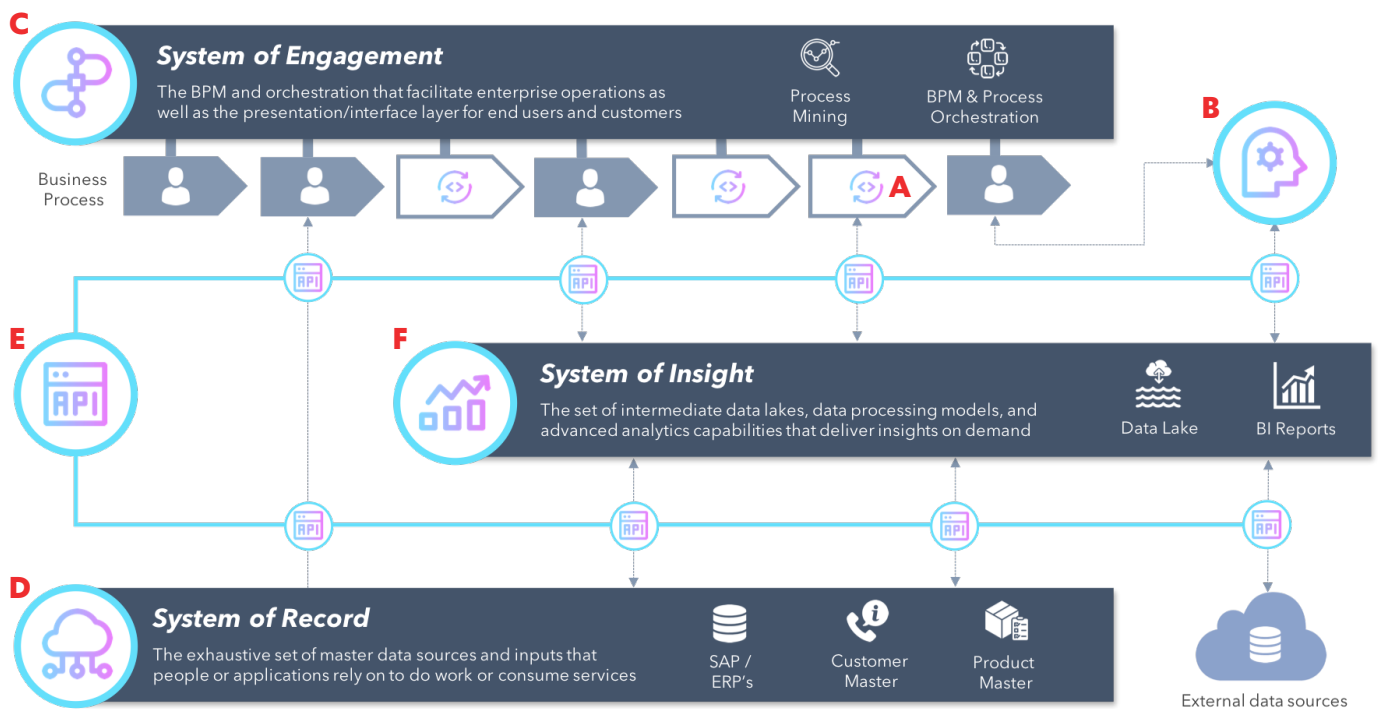 C
System of Engagement
The BPM and orchestration that facilitate enterprise operations as
well as the presentation/interface layer for end users and customers
Process
Mining
BPM & Process
Orchestration
B
Business
Process
A
API
API
API
API
E
API
F
System of Insight
The set of intermediate data lakes, data processing models, and
advanced analytics capabilities that deliver insights on demand
Data Lake
BI Reports
API
API
API
API
D
System of Record
The exhaustive set of master data sources and inputs that
people or applications rely on to do work or consume services
SAP /
ERP's
Customer
Master
Product
Master
External data sources